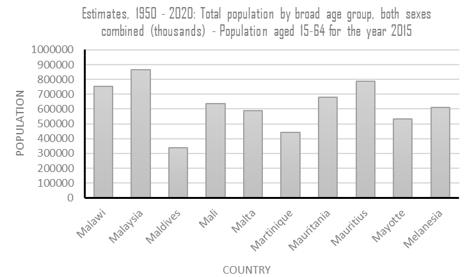 Estimates, 1950 - 2020: Total population by broad age group, both sexes
combined (thousands) - Population aged 15-64 for the year 2015
1000000
900000
800000
700000
600000
500000
400000
300000
200000
100000
0
POPULATION
Malawi
Malaysia
Maldives
Mali
Malta
Martinique
Mauritania
Mauritius
Mayotte
Melanesia
COUNTRY